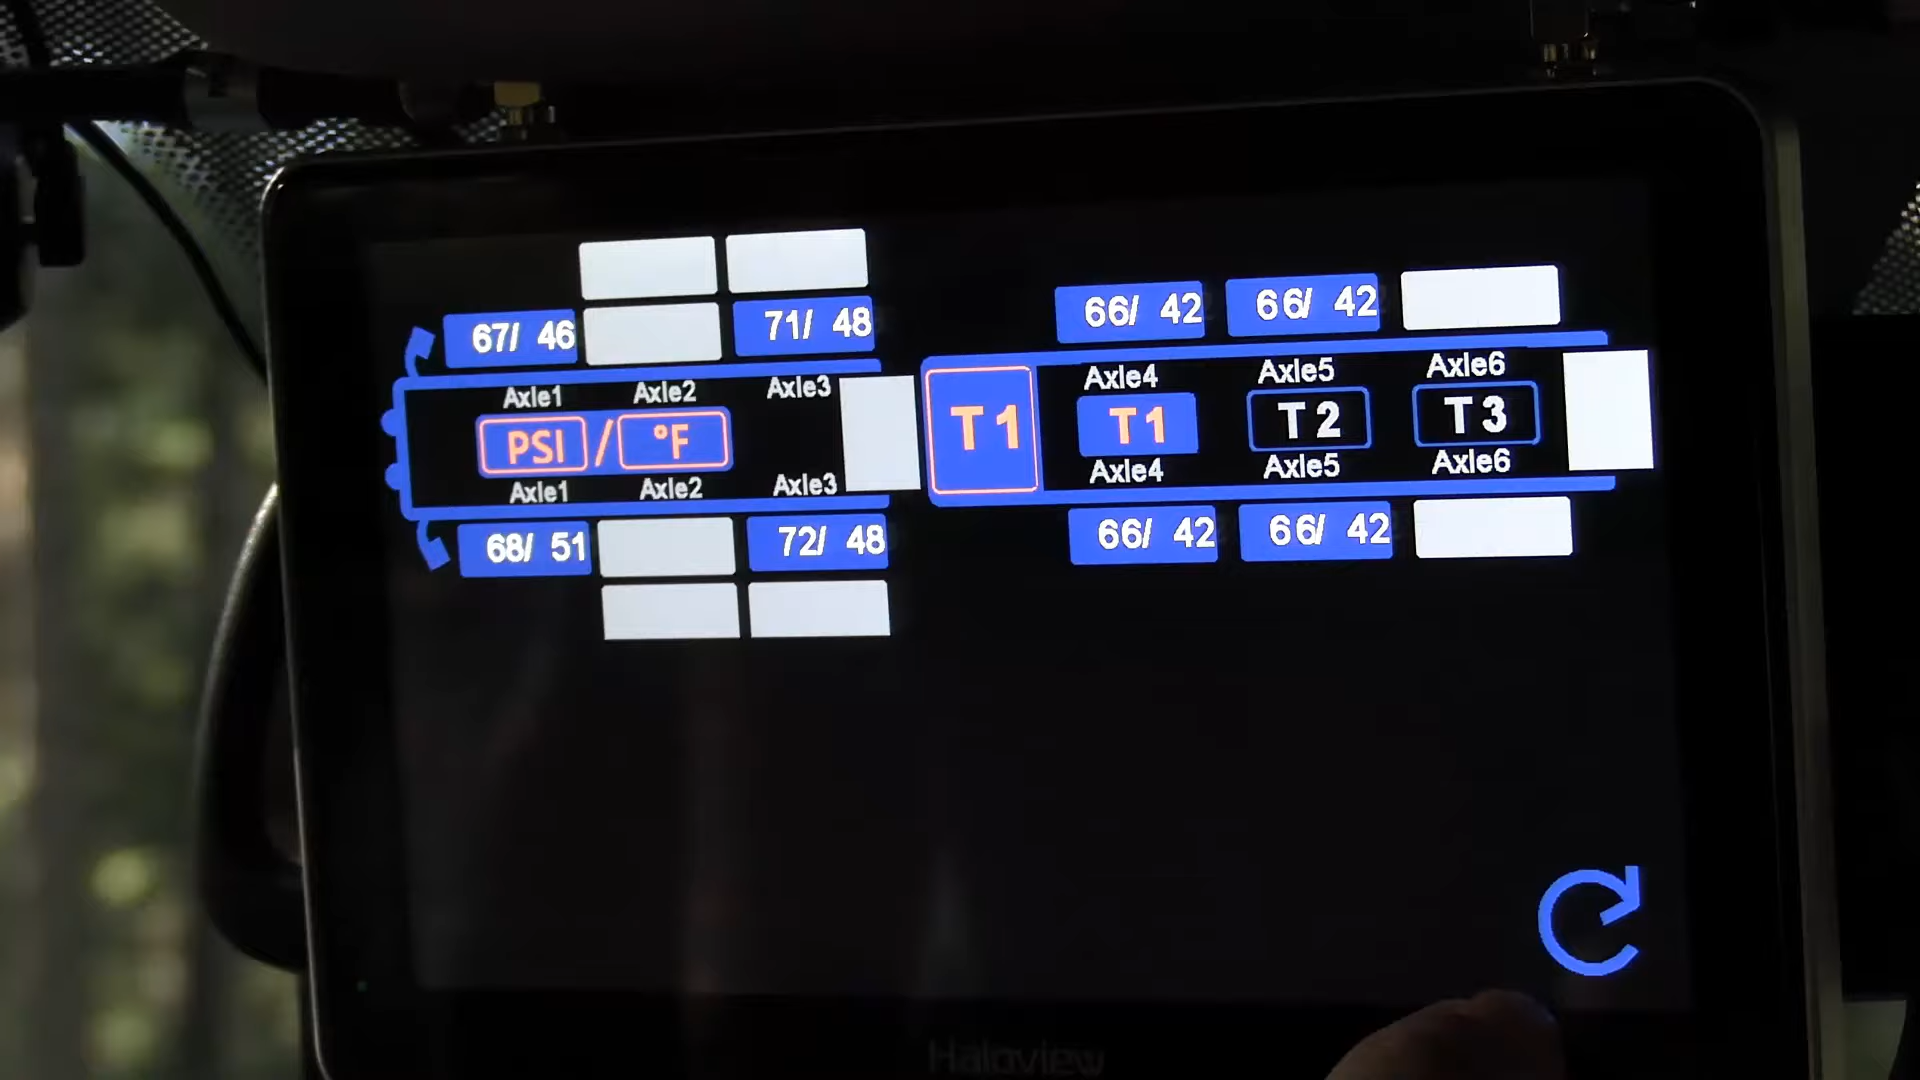 67/ 46 71/ 48 66/ 42 66/ 42
Axle1 Axle2 Axle3 Axle4 Axle5 Axle6
PSI / °F T1 T1 T2 T3
Axle1 Axle2 Axle3 Axle4 Axle5 Axle6
68/ 51 72/ 48 66/ 42 66/ 42
Haloview